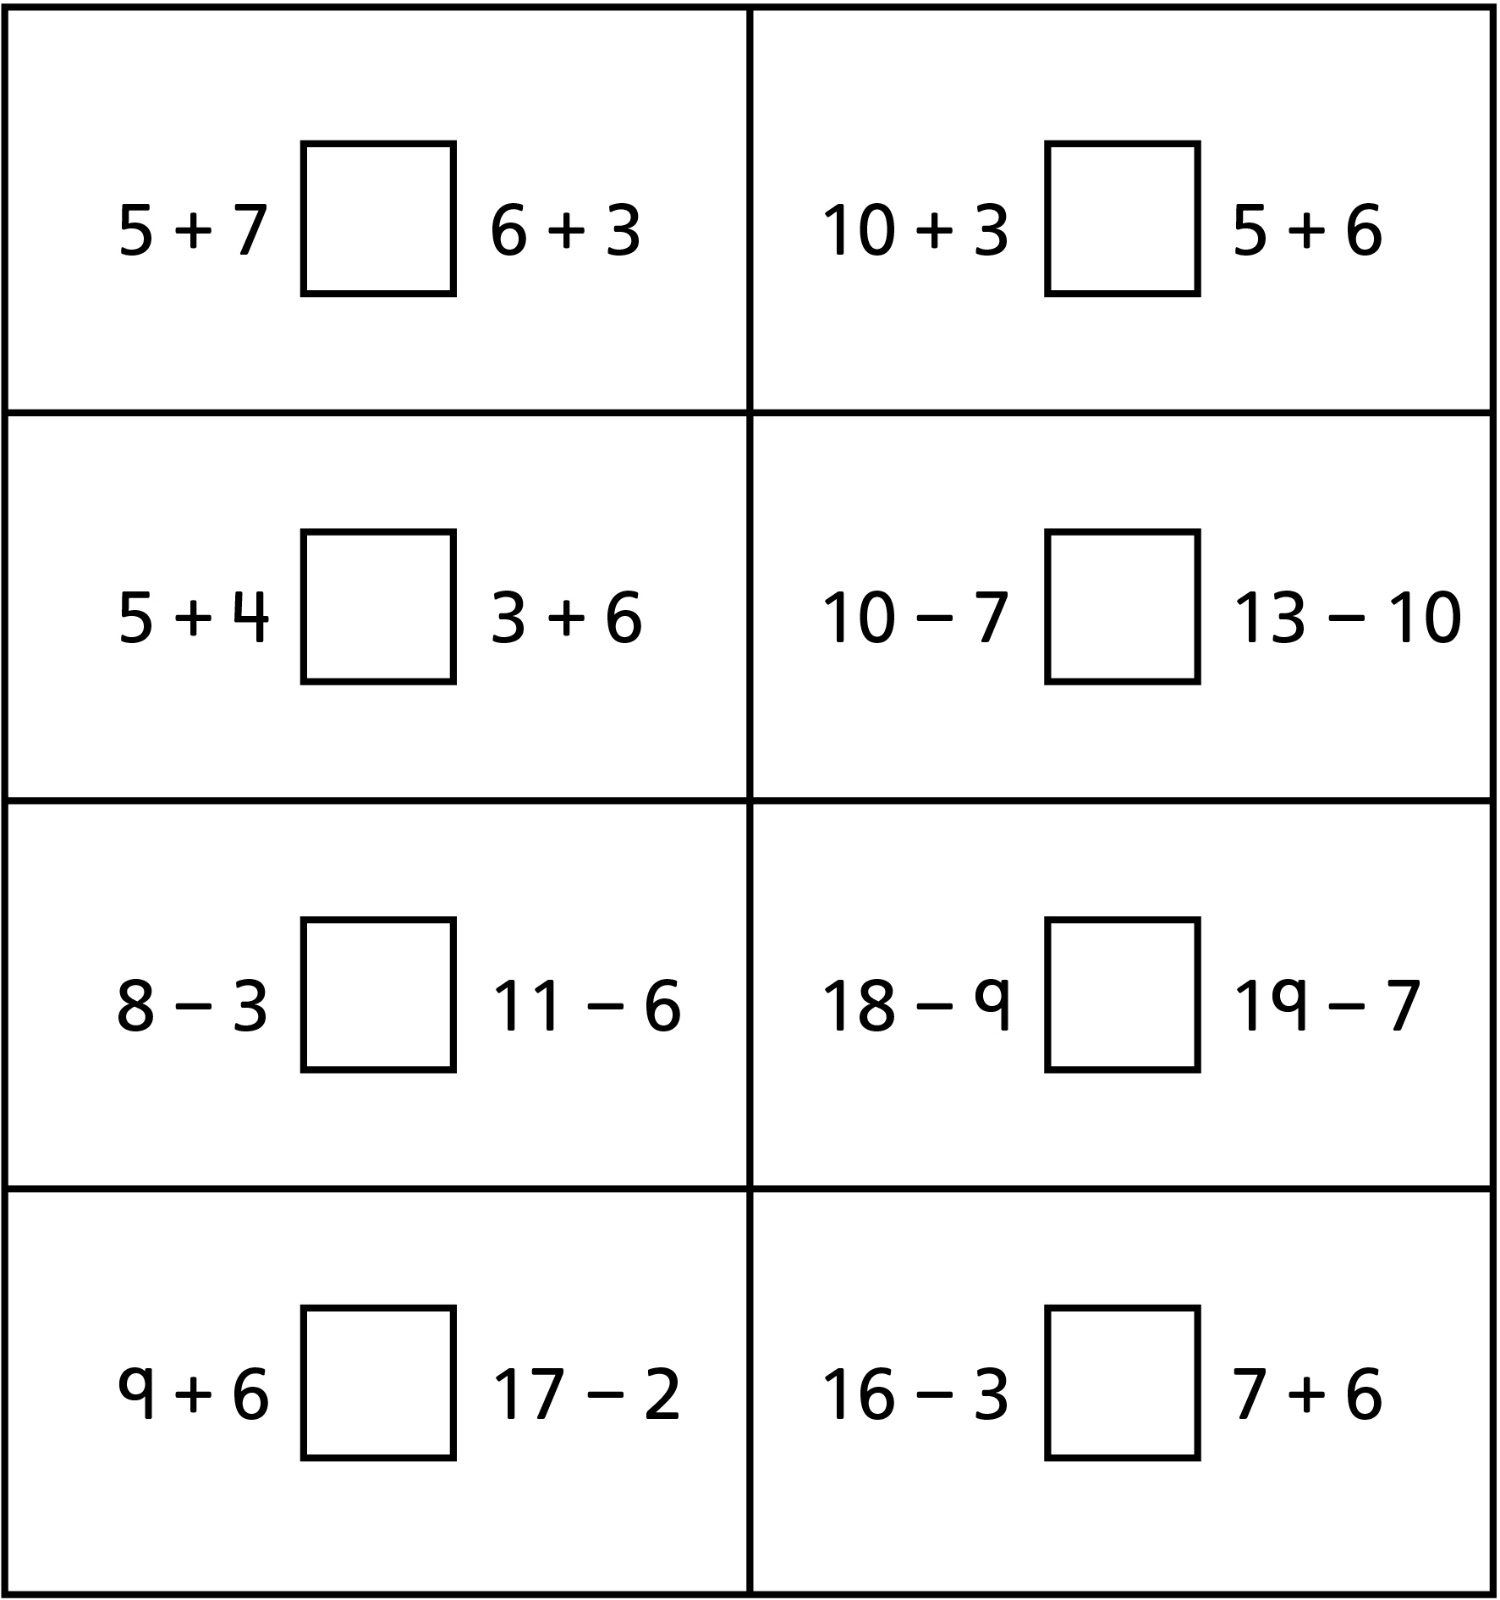 5 + 7 6 + 3
10 + 3 5 + 6
5 + 4 3 + 6
10 – 7 13 – 10
8 – 3 11 – 6
18 – 9 19 – 7
9 + 6 17 – 2
16 – 3 7 + 6